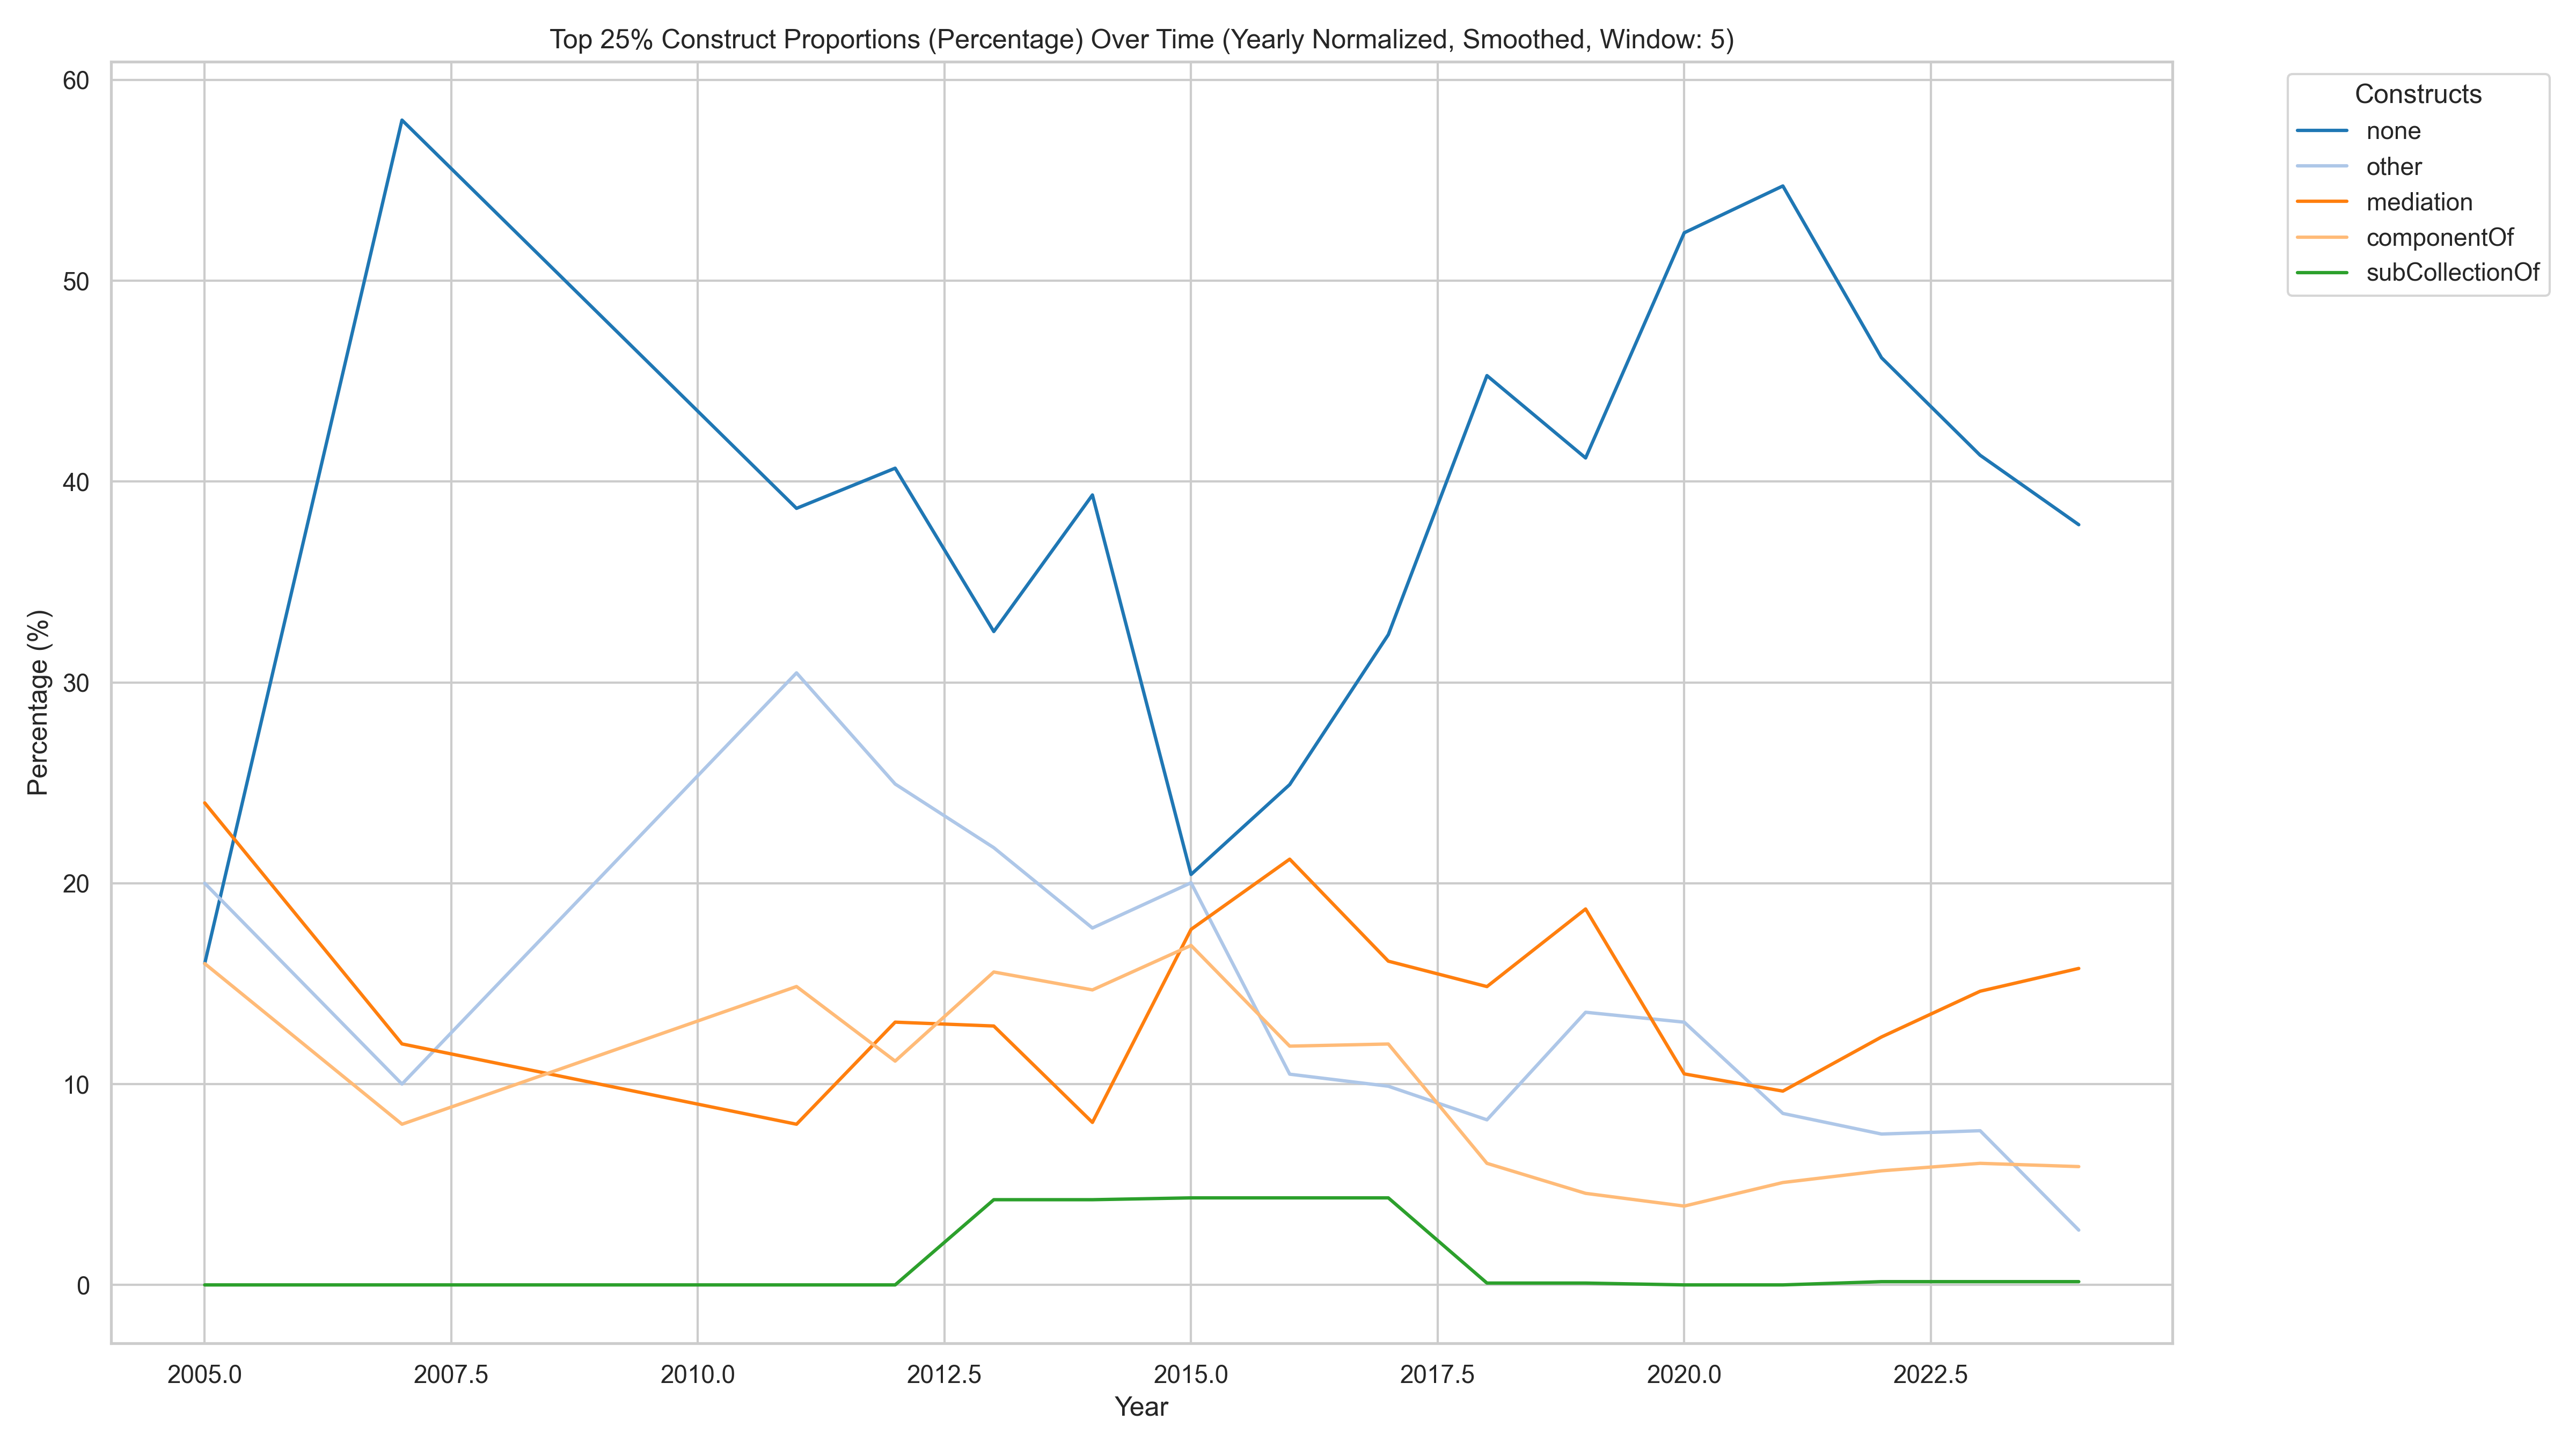 Top 25% Construct Proportions (Percentage) Over Time (Yearly Normalized, Smoothed, Window: 5)
Constructs
none
other
mediation
componentOf
subCollectionOf
Percentage (%)
60
50
40
30
20
10
0
2005.0 2007.5 2010.0 2012.5 2015.0 2017.5 2020.0 2022.5
Year